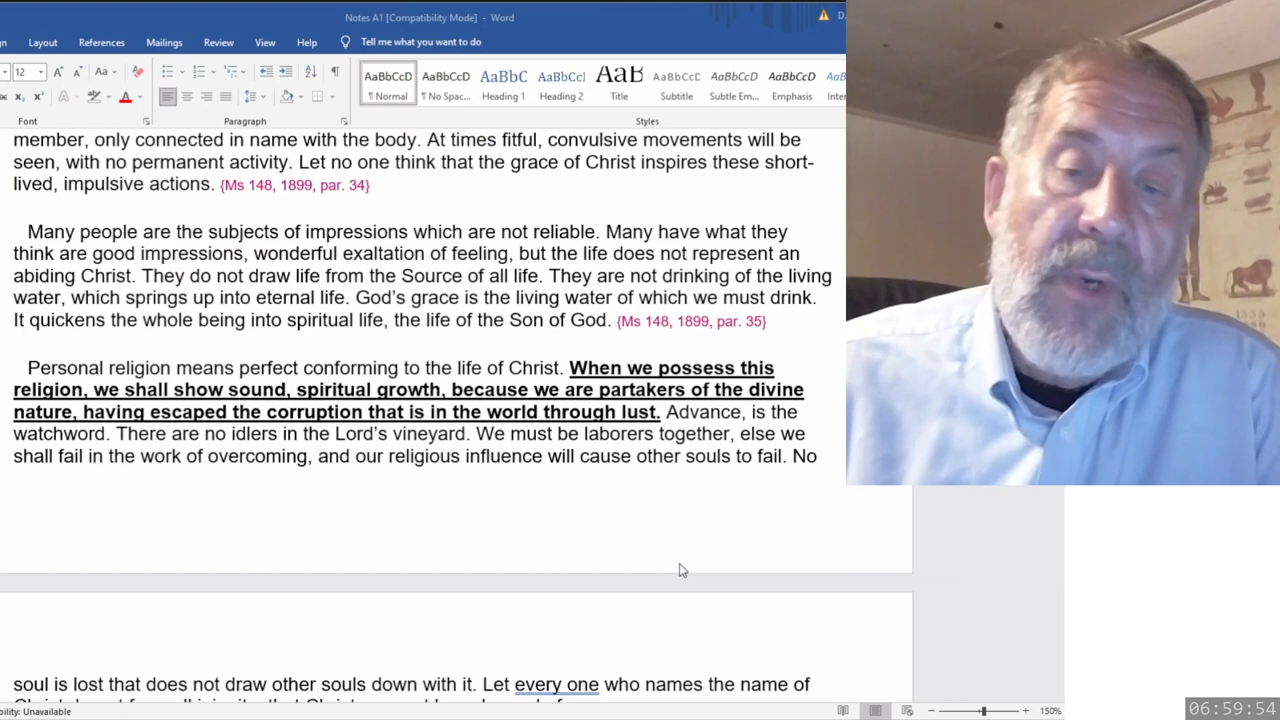 Notes A1 [Compatibility Mode] - Word
D.
gn Layout References Mailings Review View Help Tell me what you want to do
12 Aa
AaBbCcD AaBbCcD AaBbC AaBbCcI AaB AaBbCcD AaBbCcD AaBbCcD AaB
¶ Normal ¶ No Spac... Heading 1 Heading 2 Title Subtitle Subtle Em... Emphasis Inter
Font Paragraph Styles
member, only connected in name with the body. At times fitful, convulsive movements will be
seen, with no permanent activity. Let no one think that the grace of Christ inspires these short-
lived, impulsive actions. {Ms 148, 1899, par. 34}
Many people are the subjects of impressions which are not reliable. Many have what they
think are good impressions, wonderful exaltation of feeling, but the life does not represent an
abiding Christ. They do not draw life from the Source of all life. They are not drinking of the living
water, which springs up into eternal life. God's grace is the living water of which we must drink.
It quickens the whole being into spiritual life, the life of the Son of God. {Ms 148, 1899, par. 35}
Personal religion means perfect conforming to the life of Christ. When we possess this
religion, we shall show sound, spiritual growth, because we are partakers of the divine
nature, having escaped the corruption that is in the world through lust. Advance, is the
watchword. There are no idlers in the Lord's vineyard. We must be laborers together, else we
shall fail in the work of overcoming, and our religious influence will cause other souls to fail. No
soul is lost that does not draw other souls down with it. Let every one who names the name of
bility: Unavailable
150%
06:59:54